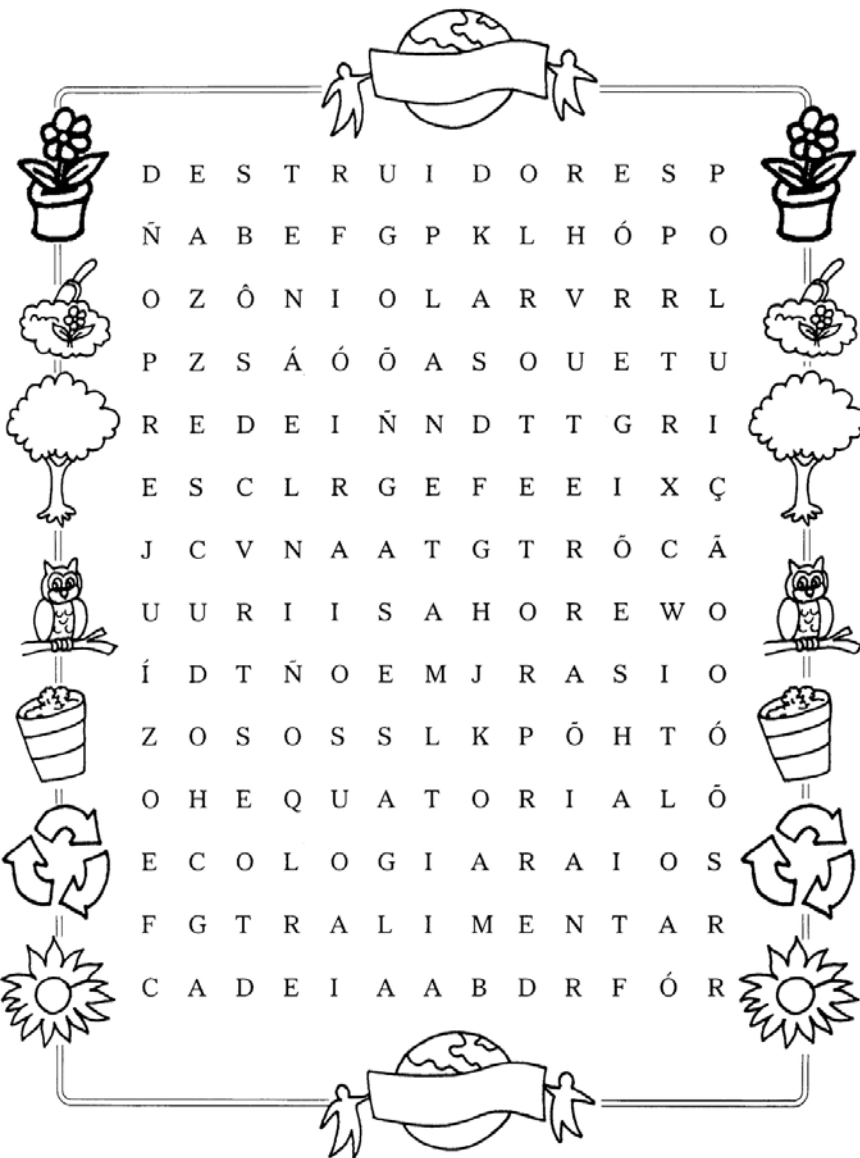 D E S T R U I D O R E S P
Ñ A B E F G P K L H Ó P O
O Z Ô N I O L A R V R R L
P Z S Á Ó Õ A S O U E T U
R E D E I Ñ N D T T G R I
E S C L R G E F E E I X Ç
J C V N A A T G T R Õ C Ã
U U R I I S A H O R E W O
Í D T Ñ O E M J R A S I O
Z O S O S S L K P Õ H T Ó
O H E Q U A T O R I A L Õ
E C O L O G I A R A I O S
F G T R A L I M E N T A R
C A D E I A A B D R F Ó R